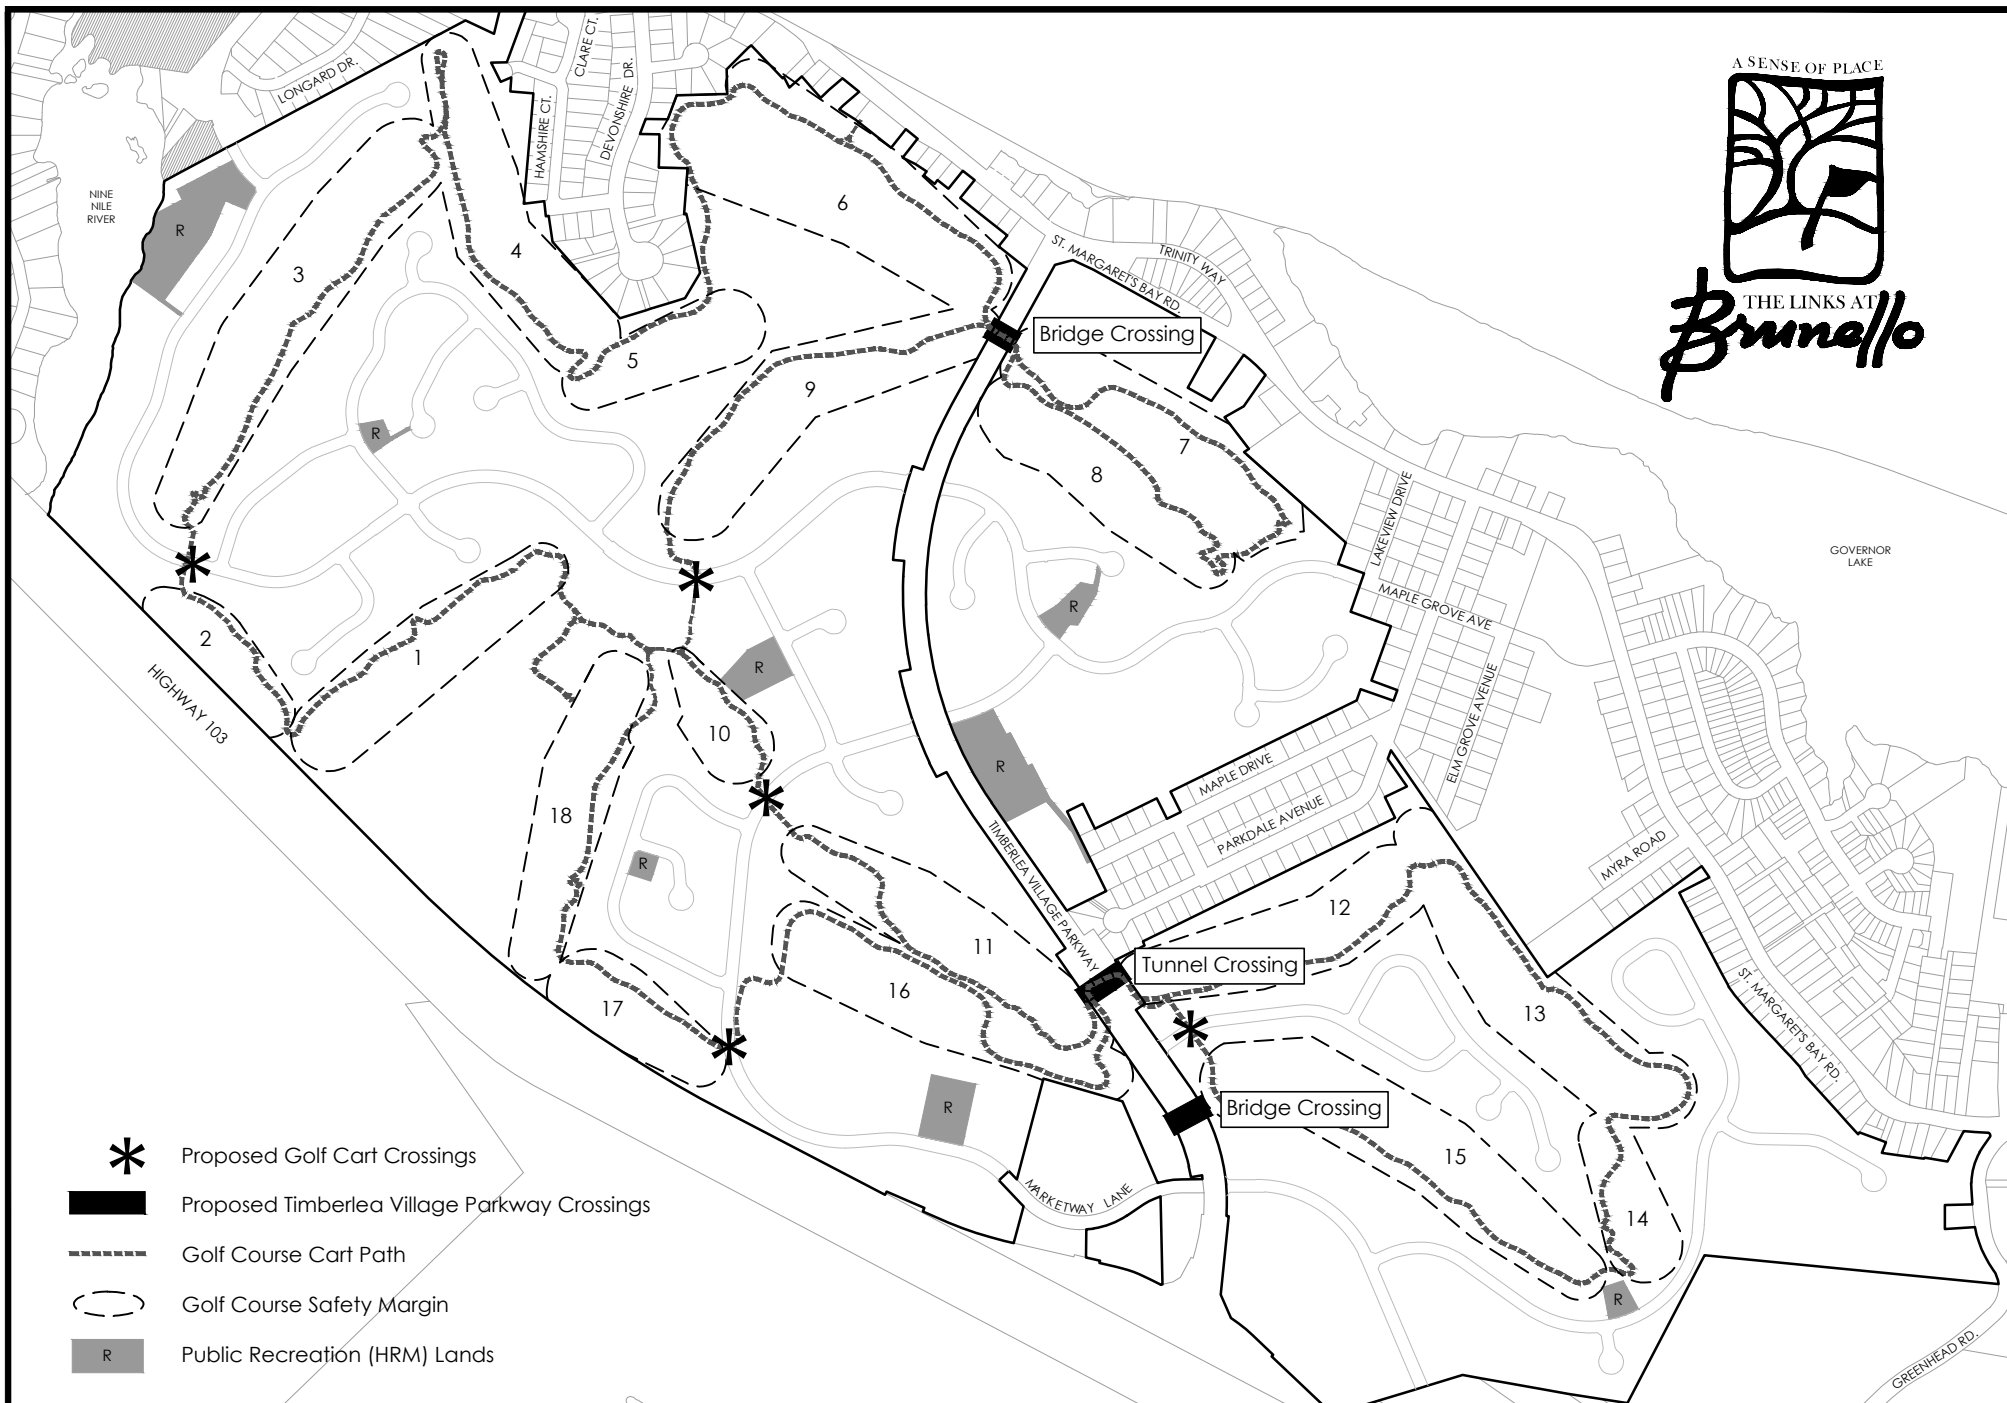 A SENSE OF PLACE
THE LINKS AT
Brunello
LONGARD DR.
CLARE CT.
HAMSHIRE CT.
DEVONSHIRE DR.
NINE
NILE
RIVER
R
3
4
6
5
9
ST. MARGARET'S BAY RD.
TRINITY WAY
Bridge Crossing
7
8
R
LAKEVIEW DRIVE
GOVERNOR
LAKE
MAPLE GROVE AVE
ELM GROVE AVENUE
2
1
R
R
10
HIGHWAY 103
R
MAPLE DRIVE
PARKDALE AVENUE
MYRA ROAD
18
R
TIMBERLEA VILLAGE PARKWAY
12
11
Tunnel Crossing
16
17
13
ST. MARGARETS BAY RD.
R
Bridge Crossing
15
14
MARKETWAY LANE
R
GREENHEAD RD.
Proposed Golf Cart Crossings
Proposed Timberlea Village Parkway Crossings
Golf Course Cart Path
Golf Course Safety Margin
R
Public Recreation (HRM) Lands